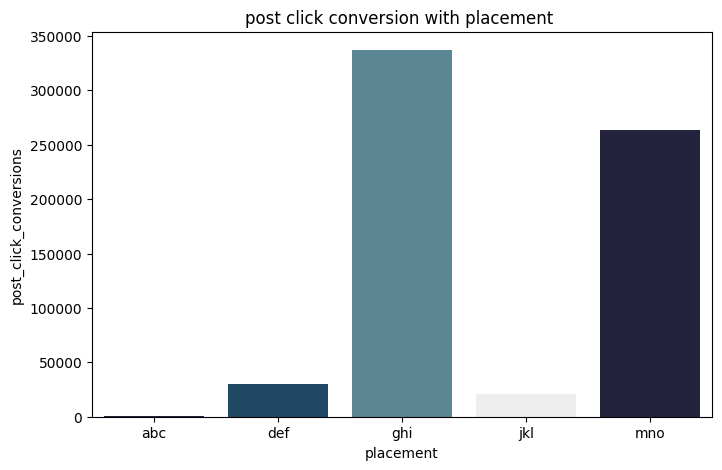 post click conversion with placement
350000
300000
250000
200000
150000
100000
50000
0
post_click_conversions
abc def ghi jkl mno
placement